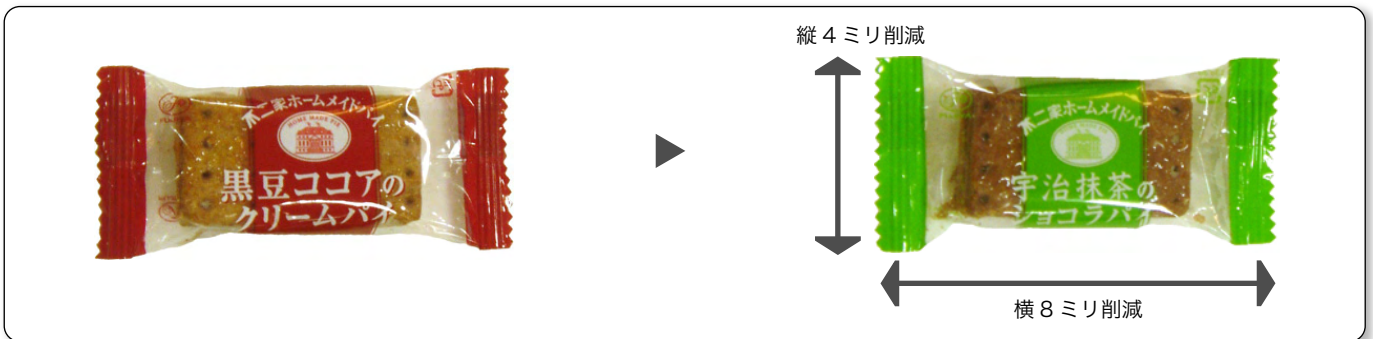 縦4ミリ削減
不二家ホームメイドパイ
HOME MADE PIE
黒豆ココアの
クリームパイ
不二家ホームメイドパイ
宇治抹茶の
ショコラパイ
横8ミリ削減